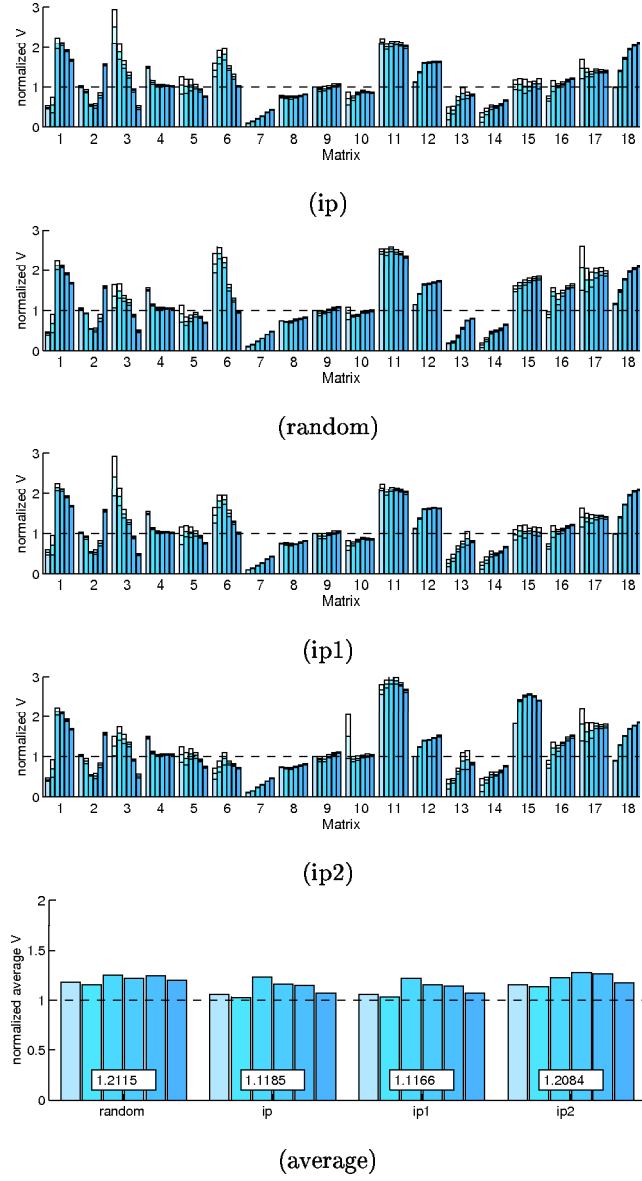 3
2
1
0
normalized V
1 2 3 4 5 6 7 8 9 10 11 12 13 14 15 16 17 18
Matrix
(ip)
3
2
1
0
normalized V
1 2 3 4 5 6 7 8 9 10 11 12 13 14 15 16 17 18
Matrix
(random)
3
2
1
0
normalized V
1 2 3 4 5 6 7 8 9 10 11 12 13 14 15 16 17 18
Matrix
(ip1)
3
2
1
0
normalized V
1 2 3 4 5 6 7 8 9 10 11 12 13 14 15 16 17 18
Matrix
(ip2)
2
1.5
1
0.5
0
normalized average V
1.2115 1.1185 1.1166 1.2084
random ip ip1 ip2
(average)